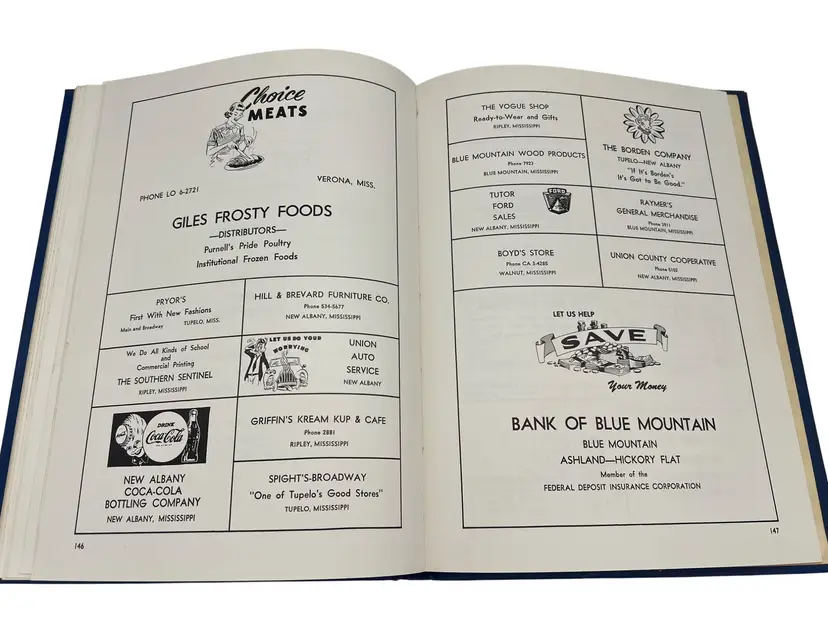 Choice
MEATS
PHONE LO 6-2721
VERONA, MISS.
GILES FROSTY FOODS
—DISTRIBUTORS—
Purnell's Pride Poultry
Institutional Frozen Foods
PRYOR'S
First With New Fashions
Main and Broadway TUPELO, MISS.
HILL & BREVARD FURNITURE CO.
Phone 534-5677
NEW ALBANY, MISSISSIPPI
We Do All Kinds of School
and
Commercial Printing
THE SOUTHERN SENTINEL
RIPLEY, MISSISSIPPI
LET US DO YOUR
WORRYING
UNION
AUTO
SERVICE
NEW ALBANY
DRINK
Coca-Cola
NEW ALBANY
COCA-COLA
BOTTLING COMPANY
NEW ALBANY, MISSISSIPPI
GRIFFIN'S KREAM KUP & CAFE
Phone 2881
RIPLEY, MISSISSIPPI
SPIGHT'S-BROADWAY
"One of Tupelo's Good Stores"
TUPELO, MISSISSIPPI
146
THE VOGUE SHOP
Ready-to-Wear and Gifts
RIPLEY, MISSISSIPPI
THE BORDEN COMPANY
TUPELO—NEW ALBANY
"If It's Borden's
It's Got to Be Good."
BLUE MOUNTAIN WOOD PRODUCTS
Phone 7923
BLUE MOUNTAIN, MISSISSIPPI
TUTOR
FORD
SALES
NEW ALBANY, MISSISSIPPI
FORD
RAYMER'S
GENERAL MERCHANDISE
Phone 3911
BLUE MOUNTAIN, MISSISSIPPI
BOYD'S STORE
Phone CA 3-4285
WALNUT, MISSISSIPPI
UNION COUNTY COOPERATIVE
Phone 5102
NEW ALBANY, MISSISSIPPI
LET US HELP
SAVE
Your Money
BANK OF BLUE MOUNTAIN
BLUE MOUNTAIN
ASHLAND—HICKORY FLAT
Member of the
FEDERAL DEPOSIT INSURANCE CORPORATION
147